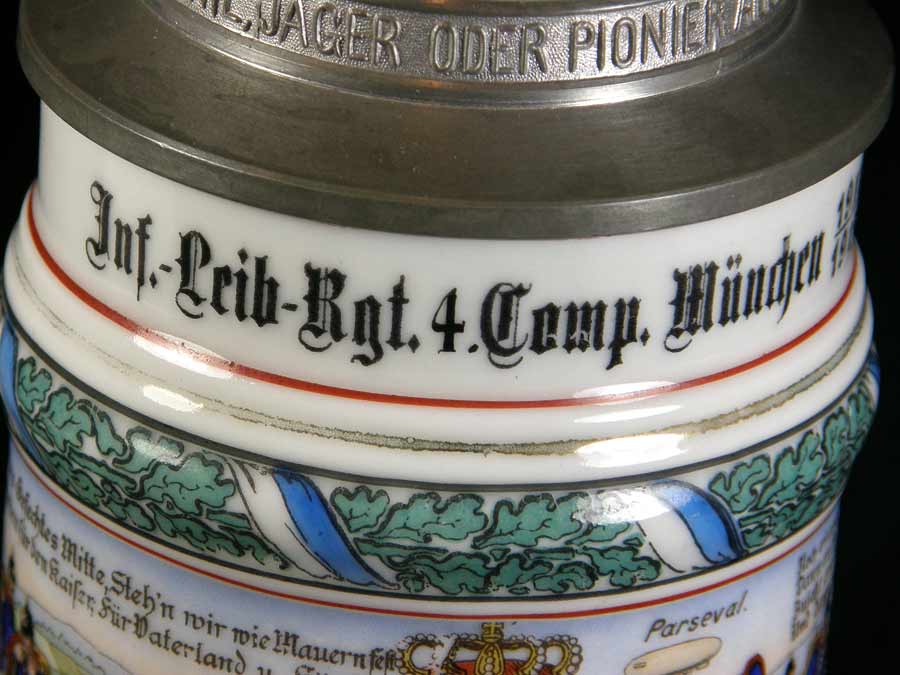 JÄGER ODER PIONIER
Inf.-Leib-Rgt. 4. Comp. München
Gefechtes Mitte, Steh'n wir wie Mauern fest
den Kaiser, Für Vaterland
Parseval.